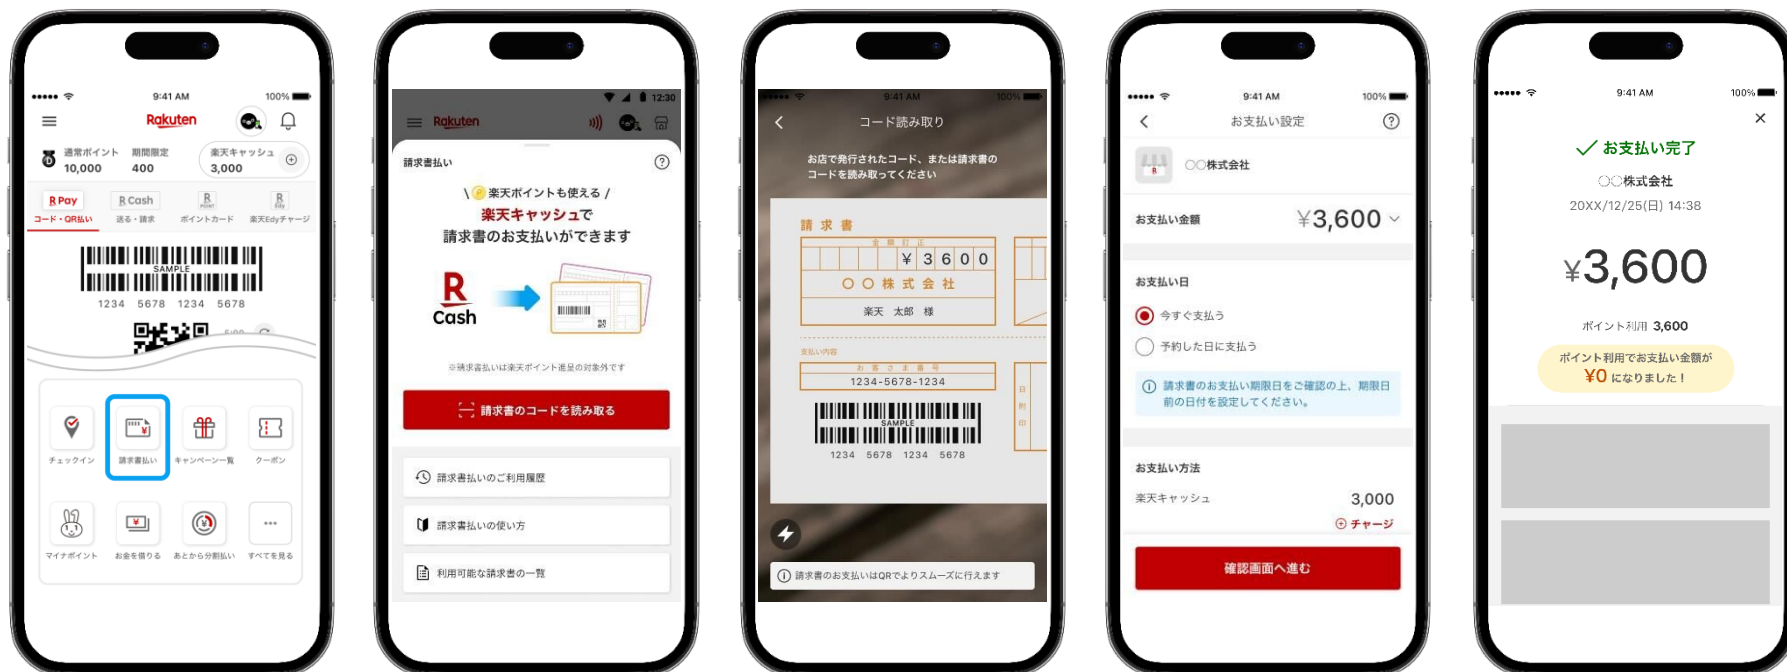 9:41 AM
100%
Rakuten
通常ポイント
10,000
期間限定
400
楽天キャッシュ
3,000
R Pay
コード・QR払い
R Cash
送る・請求
R POINT
ポイントカード
R Edy
楽天Edyチャージ
SAMPLE
1234 5678 1234 5678
5:00
チェックイン
請求書払い
キャンペーン一覧
クーポン
マイナポイント
お金を借りる
あとから分割払い
すべてを見る
12:30
Rakuten
請求書払い
\ 楽天ポイントも使える /
楽天キャッシュで
請求書のお支払いができます
R
Cash
※請求書払いは楽天ポイント進呈の対象外です
請求書のコードを読み取る
請求書払いのご利用履歴
請求書払いの使い方
利用可能な請求書の一覧
9:41 AM
100%
コード読み取り
お店で発行されたコード、または請求書の
コードを読み取ってください
請求書
金額訂正
¥3600
〇〇株式会社
楽天 太郎 様
支払い内容
お客さま番号
1234-5678-1234
SAMPLE
1234 5678 1234 5678
日
附
印
請求書のお支払いはQRでよりスムーズに行えます
9:41 AM
100%
お支払い設定
R
〇〇株式会社
お支払い金額
¥3,600
お支払い日
今すぐ支払う
予約した日に支払う
請求書のお支払い期限日をご確認の上、期限日
前の日付を設定してください。
お支払い方法
楽天キャッシュ
3,000
チャージ
確認画面へ進む
9:41 AM
100%
お支払い完了
〇〇株式会社
20XX/12/25(日) 14:38
¥3,600
ポイント利用 3,600
ポイント利用でお支払い金額が
¥0 になりました！